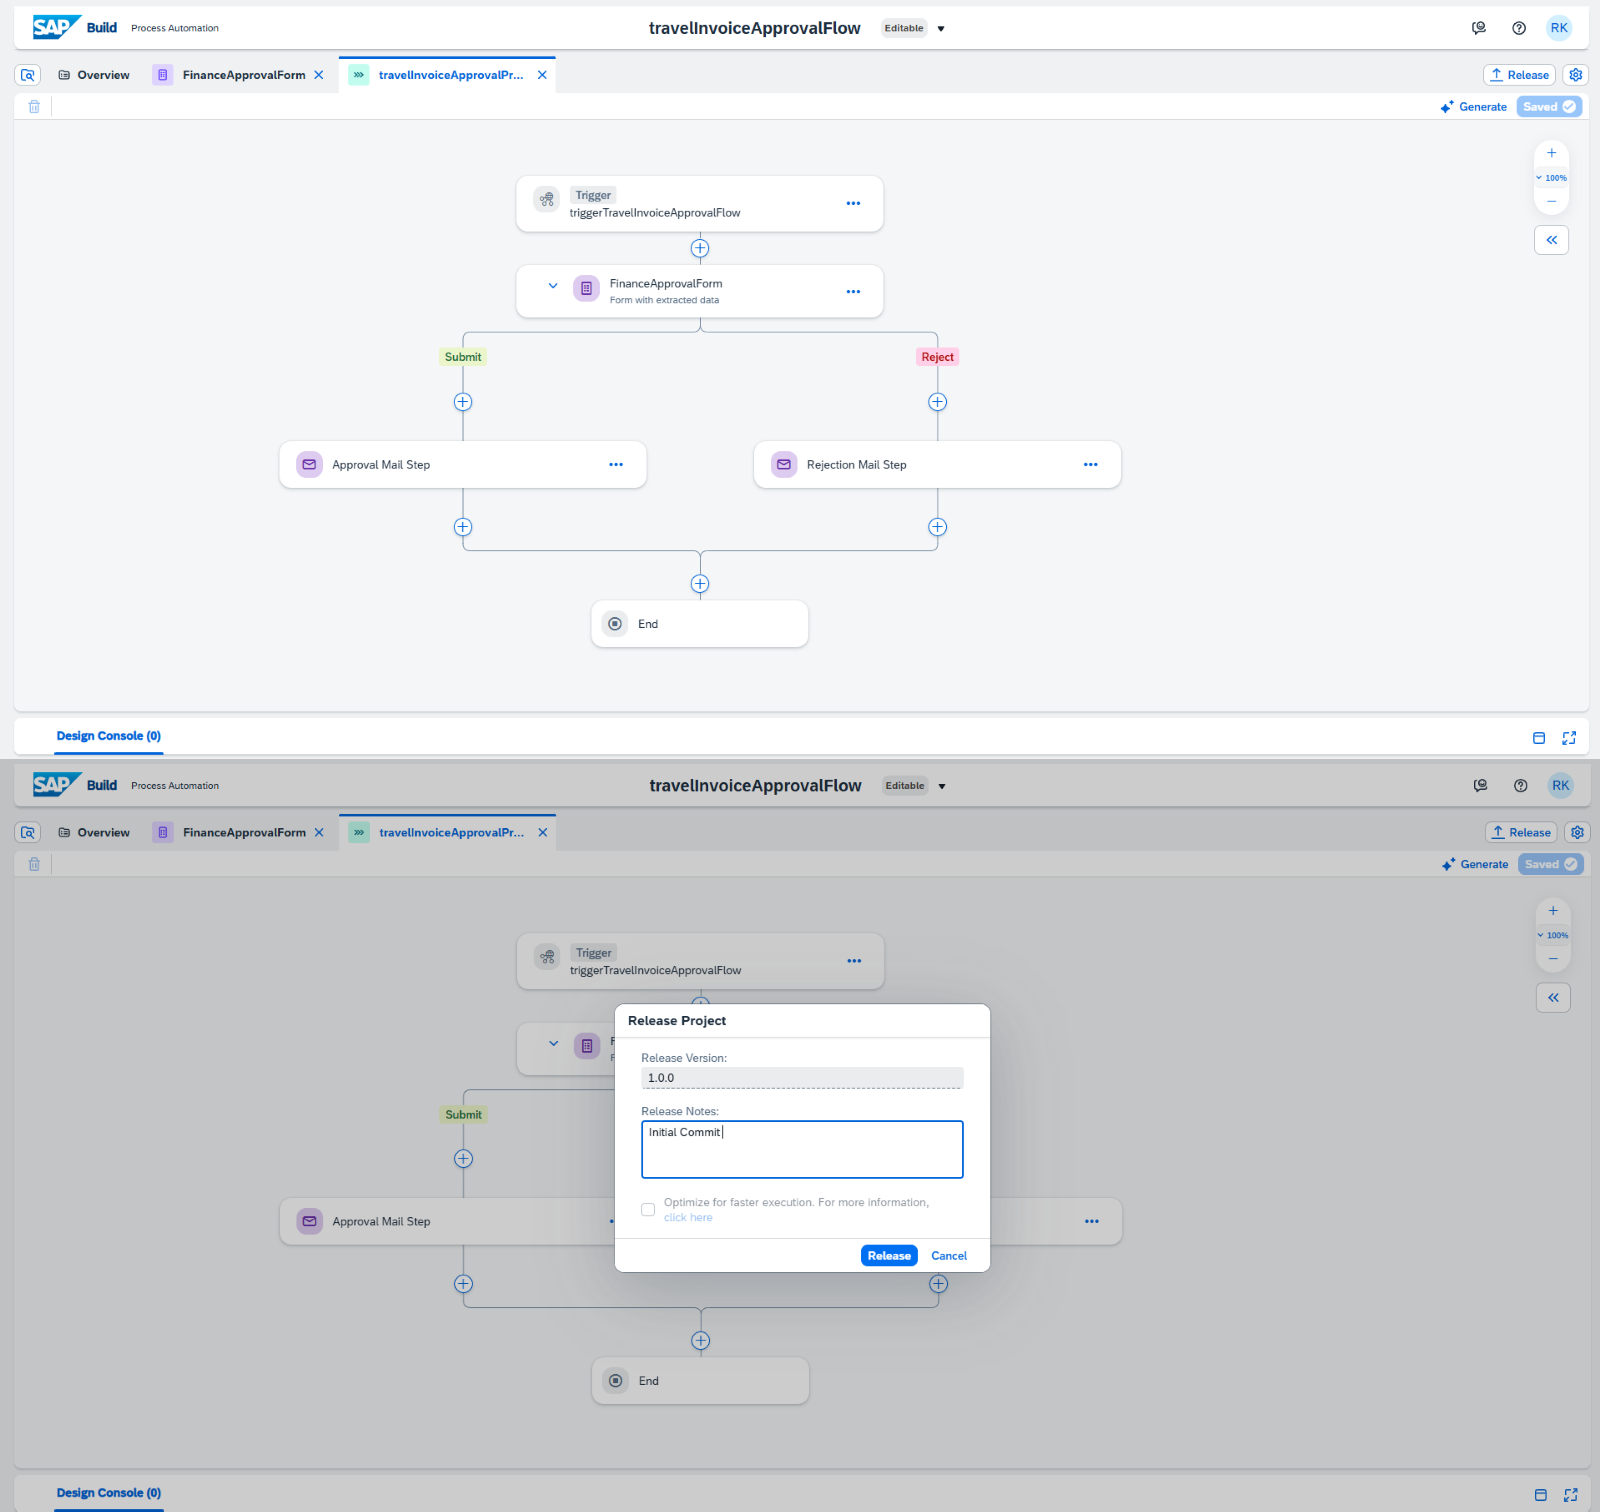 SAP Build Process Automation travelInvoiceApprovalFlow Editable RK
Overview FinanceApprovalForm travelInvoiceApprovalPr... Release
Generate Saved
100%
Trigger
triggerTravelInvoiceApprovalFlow
FinanceApprovalForm
Form with extracted data
Submit Reject
Approval Mail Step Rejection Mail Step
End
Design Console (0)
SAP Build Process Automation travelInvoiceApprovalFlow Editable RK
Overview FinanceApprovalForm travelInvoiceApprovalPr... Release
Generate Saved
100%
Trigger
triggerTravelInvoiceApprovalFlow
Release Project
Release Version:
1.0.0
Release Notes:
Initial Commit
Submit
Optimize for faster execution. For more information,
click here
Approval Mail Step
Release Cancel
End
Design Console (0)